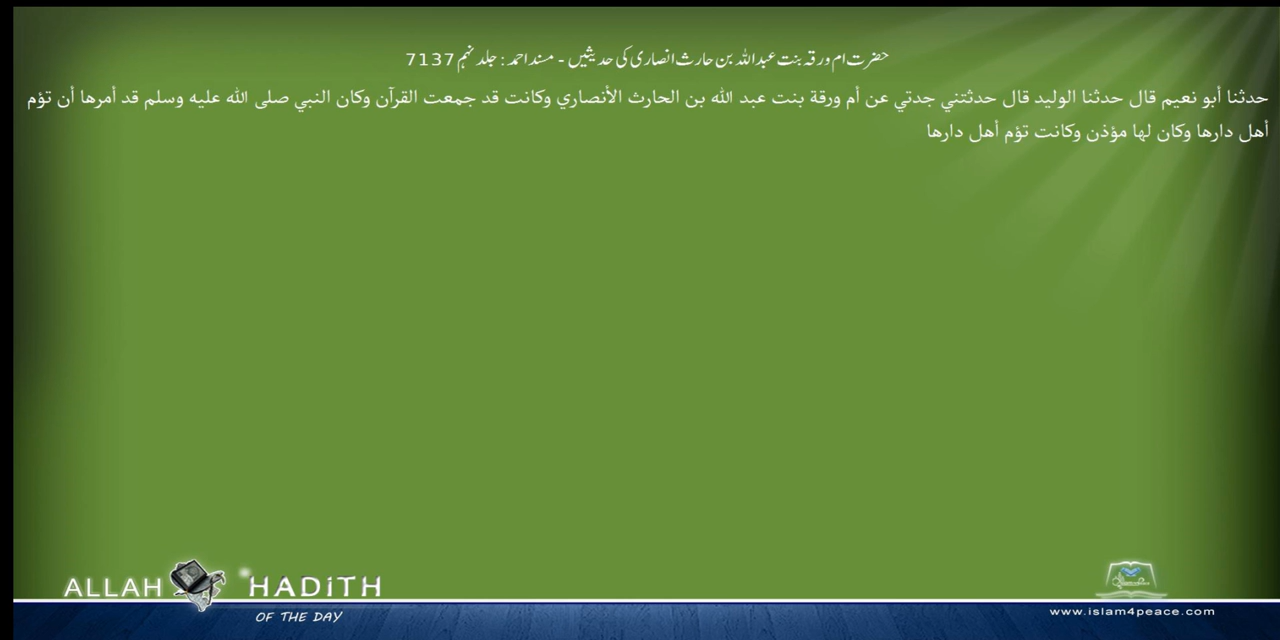 حضرت ام ورقہ بنت عبداللہ بن حارث انصاری کی حدیثیں - مسند احمد : جلد نہم 7137
حدثنا أبو نعيم قال حدثنا الوليد قال حدثتني جدتي عن أم ورقة بنت عبد الله بن الحارث الأنصاري وكانت قد جمعت القرآن وكان النبي صلى الله عليه وسلم قد أمرها أن تؤم
أهل دارها وكان لها مؤذن وكانت تؤم أهل دارها
ALLAH HADITH
OF THE DAY
www.islam4peace.com